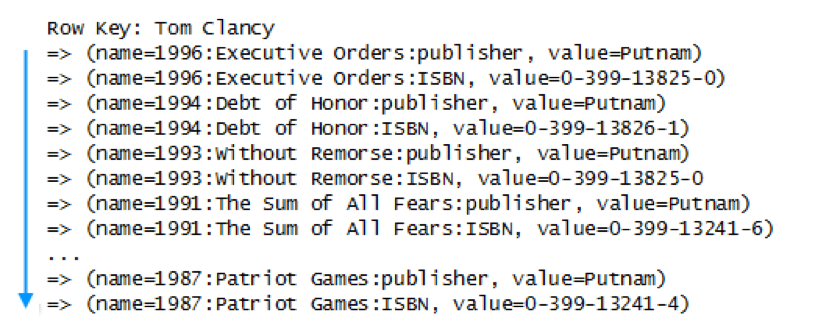 Row Key: Tom Clancy
=> (name=1996:Executive Orders:publisher, value=Putnam)
=> (name=1996:Executive Orders:ISBN, value=0-399-13825-0)
=> (name=1994:Debt of Honor:publisher, value=Putnam)
=> (name=1994:Debt of Honor:ISBN, value=0-399-13826-1)
=> (name=1993:Without Remorse:publisher, value=Putnam)
=> (name=1993:Without Remorse:ISBN, value=0-399-13825-0
=> (name=1991:The Sum of All Fears:publisher, value=Putnam)
=> (name=1991:The Sum of All Fears:ISBN, value=0-399-13241-6)
...
=> (name=1987:Patriot Games:publisher, value=Putnam)
=> (name=1987:Patriot Games:ISBN, value=0-399-13241-4)